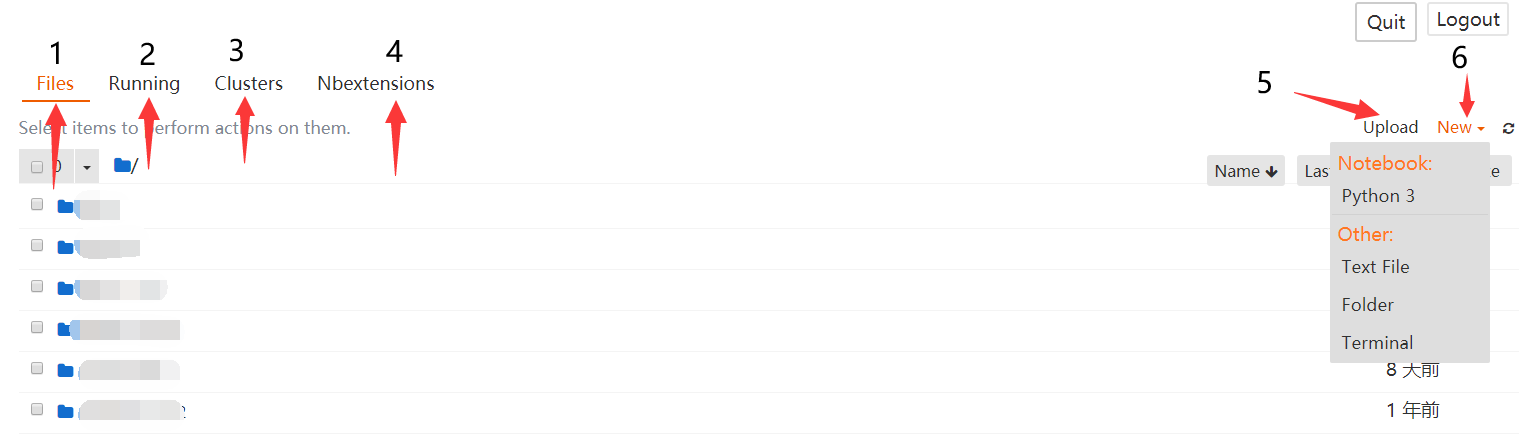 Quit Logout
1 2 3 4 5 6
Files Running Clusters Nbextensions
Select items to perform actions on them.
Upload New
0 /
Name Las e
Notebook:
Python 3
Other:
Text File
Folder
Terminal
8 天前
2 1 年前